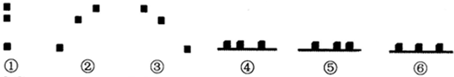 ① ② ③ ④ ⑤ ⑥